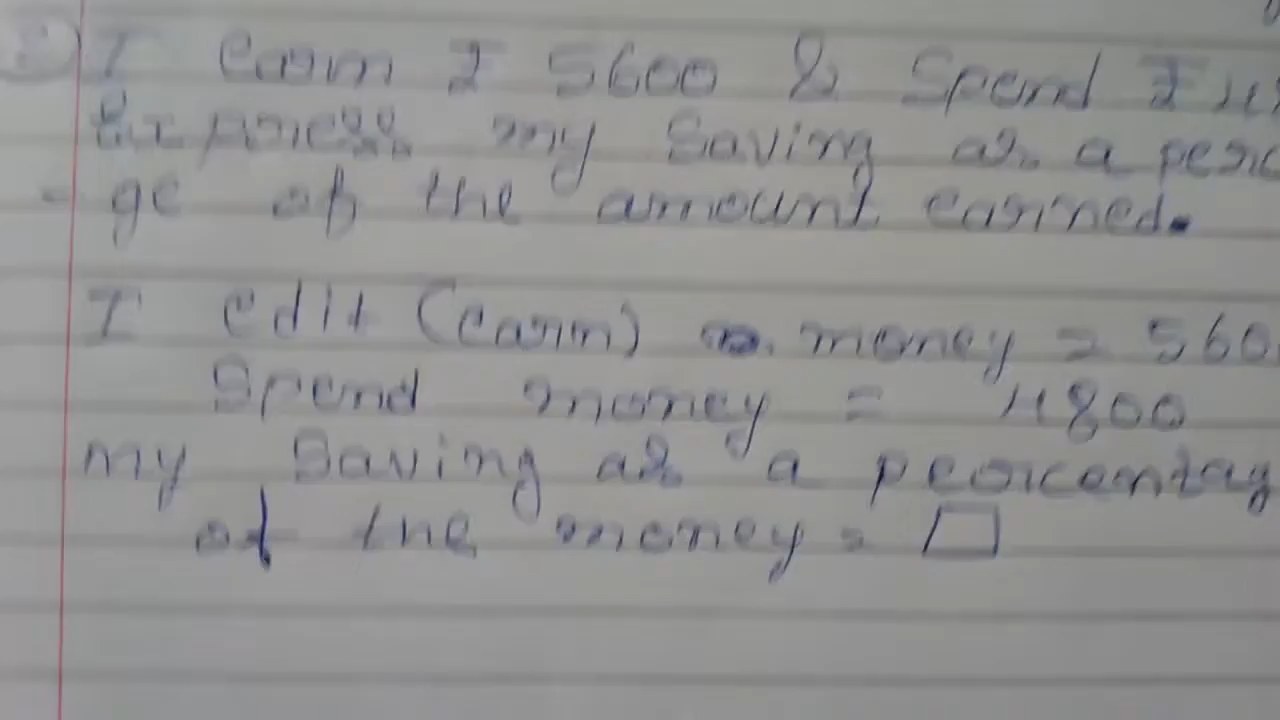 I earn ₹ 5600 & Spend ₹
Express my Saving as a
ge of the amount earned.
I edit (earn) money = 560
Spend money = 4800
my Saving as a percentag
of the money = □